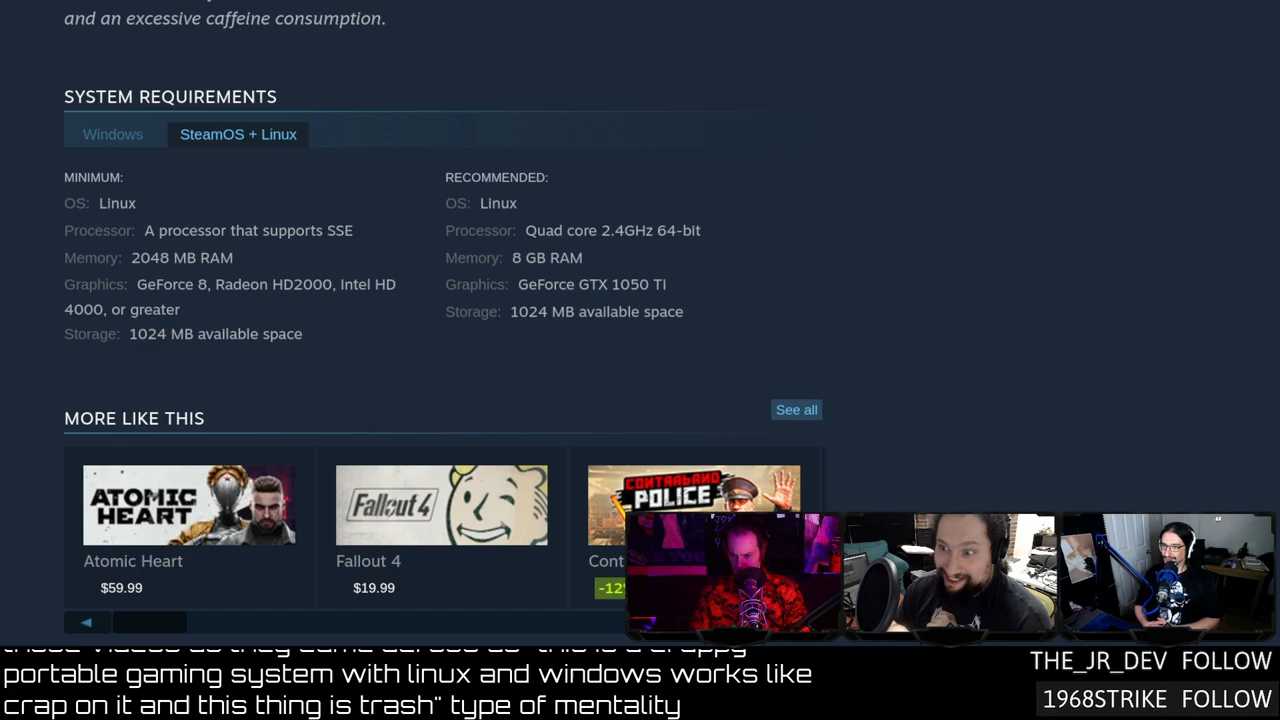 and an excessive caffeine consumption.
SYSTEM REQUIREMENTS
Windows SteamOS + Linux
MINIMUM:
OS: Linux
Processor: A processor that supports SSE
Memory: 2048 MB RAM
Graphics: GeForce 8, Radeon HD2000, Intel HD
4000, or greater
Storage: 1024 MB available space
RECOMMENDED:
OS: Linux
Processor: Quad core 2.4GHz 64-bit
Memory: 8 GB RAM
Graphics: GeForce GTX 1050 TI
Storage: 1024 MB available space
MORE LIKE THIS
See all
ATOMIC
HEART
Fallout 4
CONTRABAND
POLICE
Atomic Heart
Fallout 4
$59.99
$19.99
portable gaming system with linux and windows works like
crap on it and this thing is trash" type of mentality
THE_JR_DEV FOLLOW
1968STRIKE FOLLOW